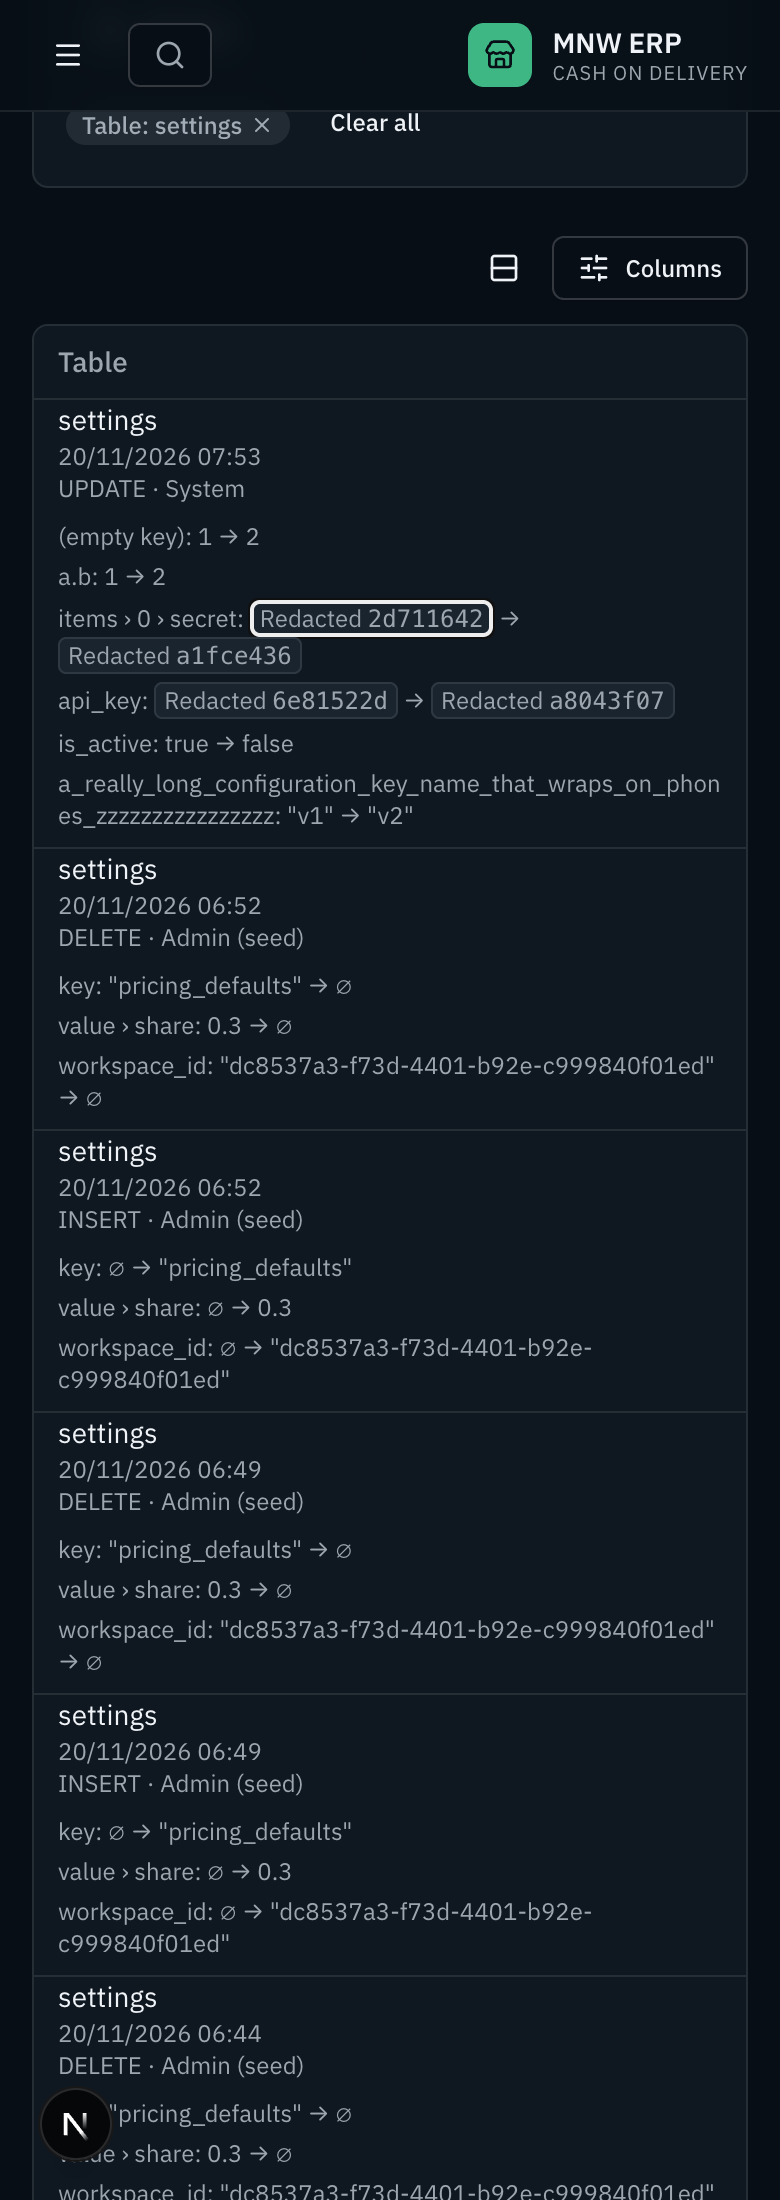 MNW ERP
CASH ON DELIVERY
Table: settings
Clear all
Columns
Table
settings
20/11/2026 07:53
UPDATE · System
(empty key): 1 → 2
a.b: 1 → 2
items › 0 › secret: Redacted 2d711642 →
Redacted a1fce436
api_key: Redacted 6e81522d → Redacted a8043f07
is_active: true → false
a_really_long_configuration_key_name_that_wraps_on_phon
es_zzzzzzzzzzzzzzzz: "v1" → "v2"
settings
20/11/2026 06:52
DELETE · Admin (seed)
key: "pricing_defaults" → ∅
value › share: 0.3 → ∅
workspace_id: "dc8537a3-f73d-4401-b92e-c999840f01ed"
→ ∅
settings
20/11/2026 06:52
INSERT · Admin (seed)
key: ∅ → "pricing_defaults"
value › share: ∅ → 0.3
workspace_id: ∅ → "dc8537a3-f73d-4401-b92e-
c999840f01ed"
settings
20/11/2026 06:49
DELETE · Admin (seed)
key: "pricing_defaults" → ∅
value › share: 0.3 → ∅
workspace_id: "dc8537a3-f73d-4401-b92e-c999840f01ed"
→ ∅
settings
20/11/2026 06:49
INSERT · Admin (seed)
key: ∅ → "pricing_defaults"
value › share: ∅ → 0.3
workspace_id: ∅ → "dc8537a3-f73d-4401-b92e-
c999840f01ed"
settings
20/11/2026 06:44
DELETE · Admin (seed)
"pricing_defaults" → ∅
› share: 0.3 → ∅
workspace_id: "dc8537a3-f73d-4401-b92e-c999840f01ed"